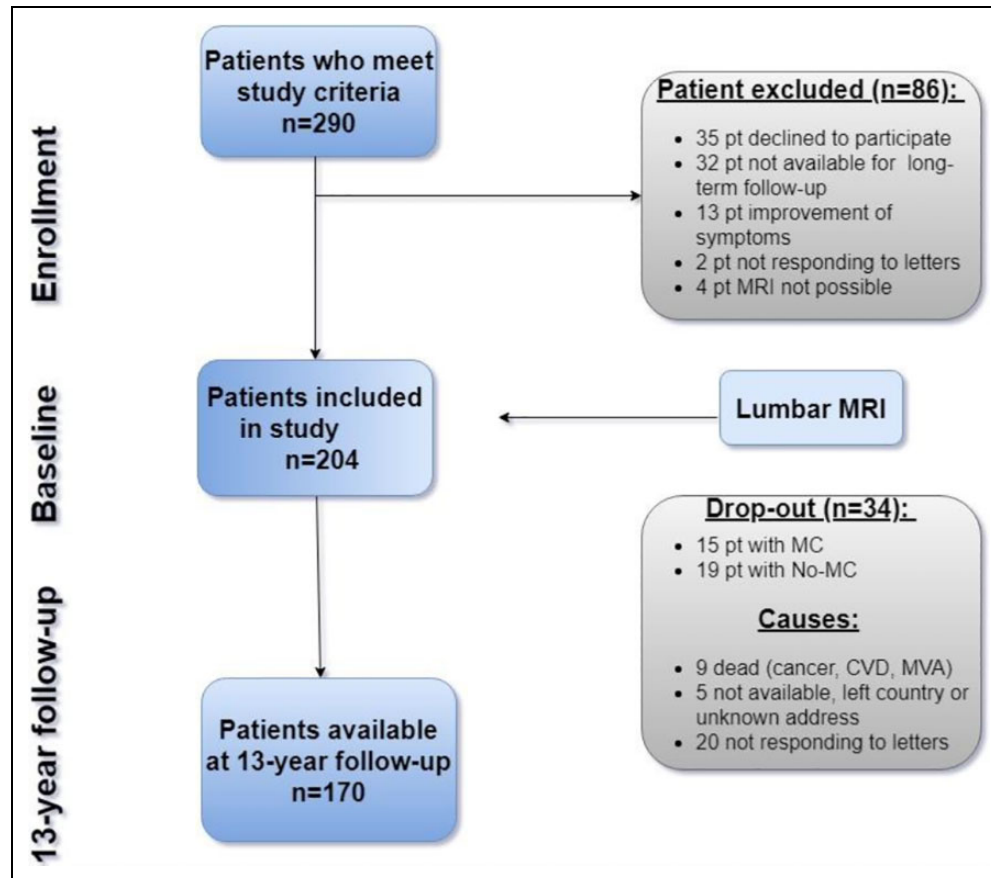 Enrollment
Patients who meet
study criteria
n=290
Patient excluded (n=86):
• 35 pt declined to participate
• 32 pt not available for long-
term follow-up
• 13 pt improvement of
symptoms
• 2 pt not responding to letters
• 4 pt MRI not possible
Baseline
Patients included
in study
n=204
Lumbar MRI
Drop-out (n=34):
• 15 pt with MC
• 19 pt with No-MC
Causes:
• 9 dead (cancer, CVD, MVA)
• 5 not available, left country or
unknown address
• 20 not responding to letters
13-year follow-up
Patients available
at 13-year follow-up
n=170